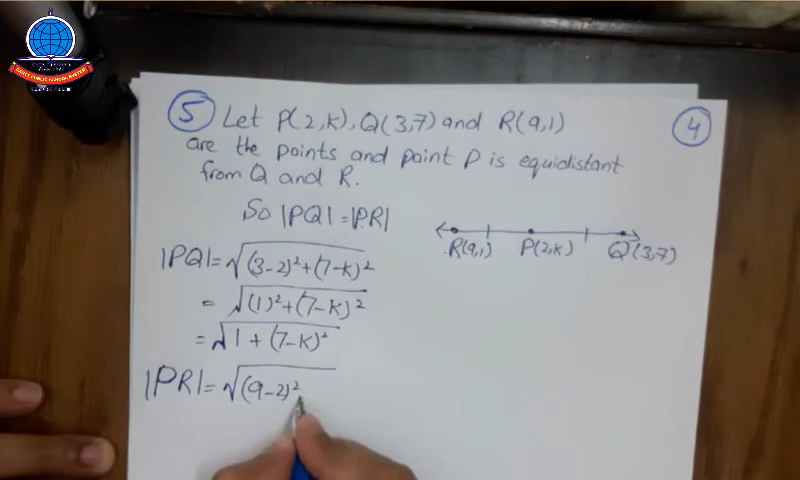 5 Let P(2,K), Q(3,7) and R(9,1)
4
are the points and point P is equidistant
from Q and R.
So |PQ| = |PR|
R(9,1) P(2,K) Q(3,7)
|PQ| = √(3-2)²+(7-K)²
= √(1)²+(7-K)²
= √1+(7-K)²
|PR| = √(9-2)²